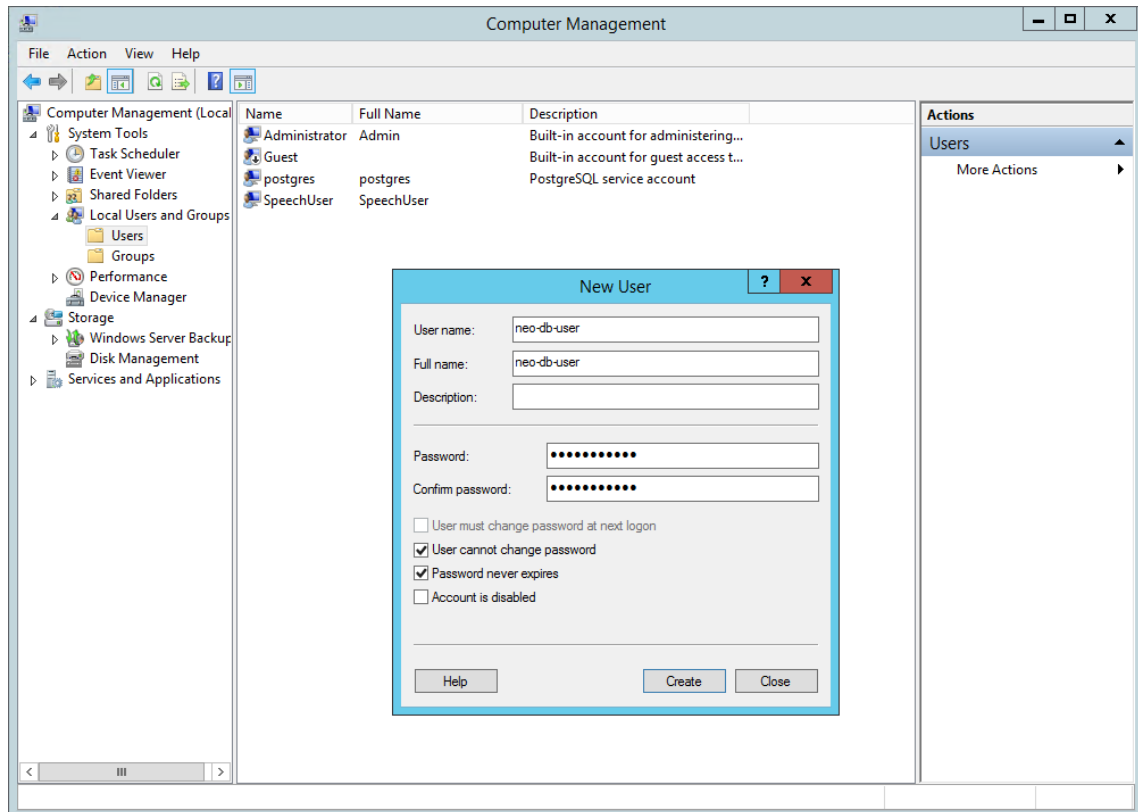 Computer Management
File Action View Help
Computer Management (Local
System Tools
Task Scheduler
Event Viewer
Shared Folders
Local Users and Groups
Users
Groups
Performance
Device Manager
Storage
Windows Server Backup
Disk Management
Services and Applications
Name Full Name Description
Administrator Admin Built-in account for administering...
Guest Built-in account for guest access t...
postgres postgres PostgreSQL service account
SpeechUser SpeechUser
Actions
Users
More Actions
New User
?
User name: neo-db-user
Full name: neo-db-user
Description:
Password: ●●●●●●●●●●●
Confirm password: ●●●●●●●●●●●
User must change password at next logon
User cannot change password
Password never expires
Account is disabled
Help Create Close